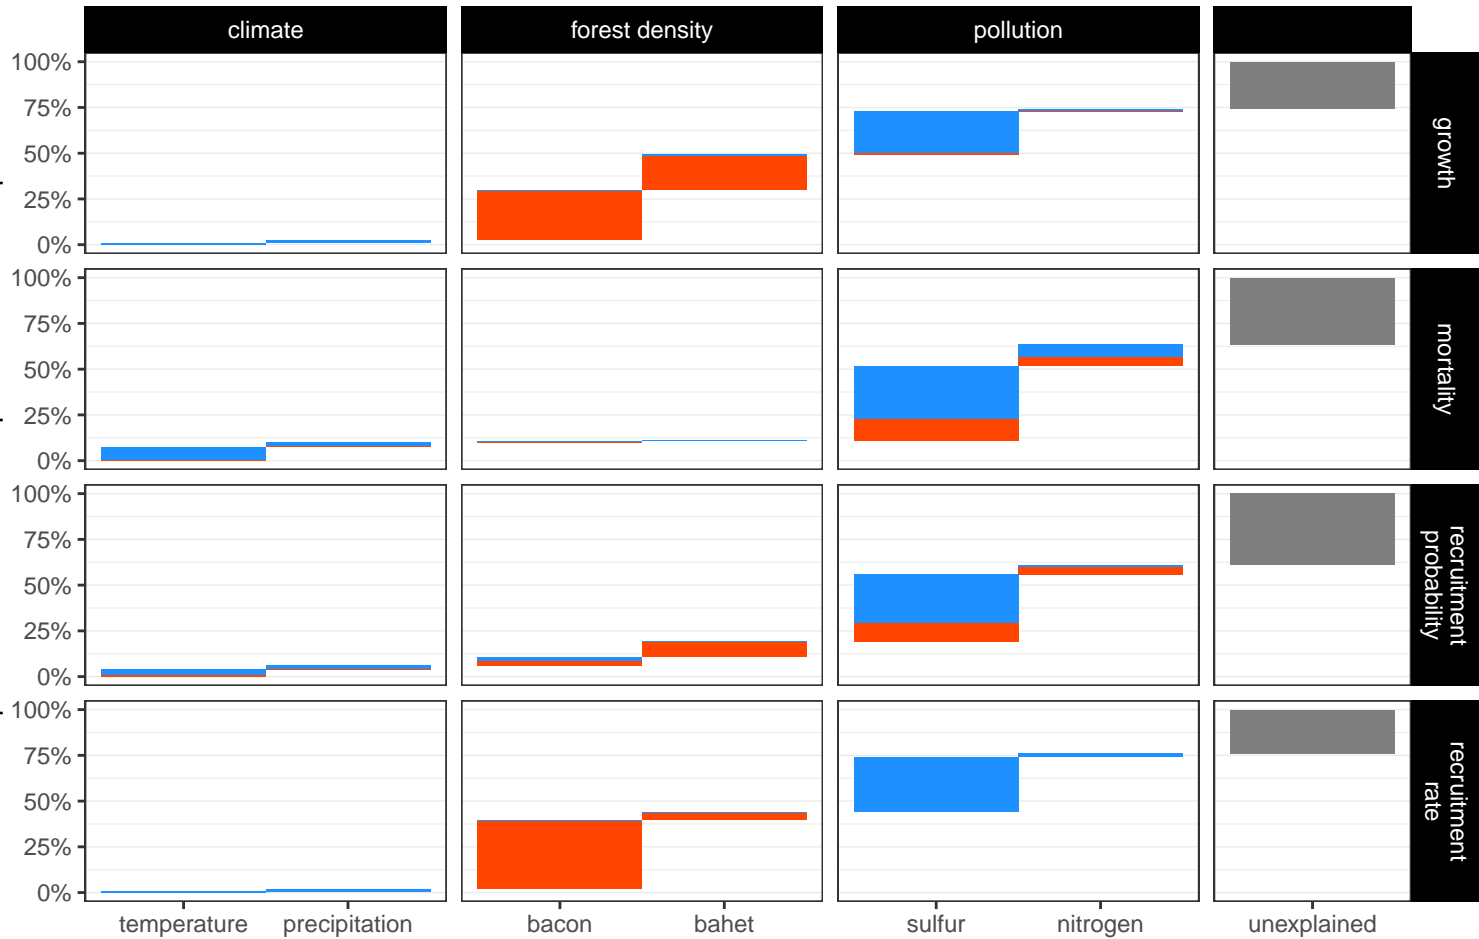 climate
forest density
pollution
100%
75%
50%
25%
0%
growth
100%
75%
50%
25%
0%
mortality
100%
75%
50%
25%
0%
recruitment
probability
100%
75%
50%
25%
0%
recruitment
rate
temperature
precipitation
bacon
bahet
sulfur
nitrogen
unexplained